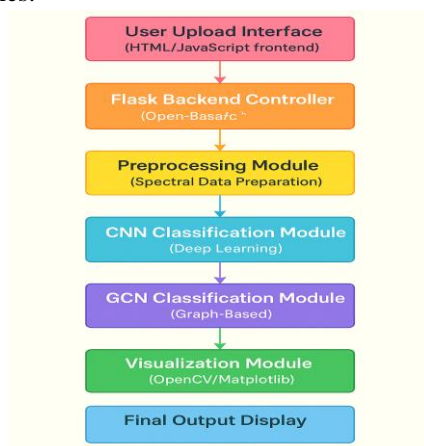 User Upload Interface
(HTML/JavaScript frontend)
Flask Backend Controller
Preprocessing Module
(Spectral Data Preparation)
CNN Classification Module
(Deep Learning)
GCN Classification Module
(Graph-Based)
Visualization Module
(OpenCV/Matplotlib)
Final Output Display